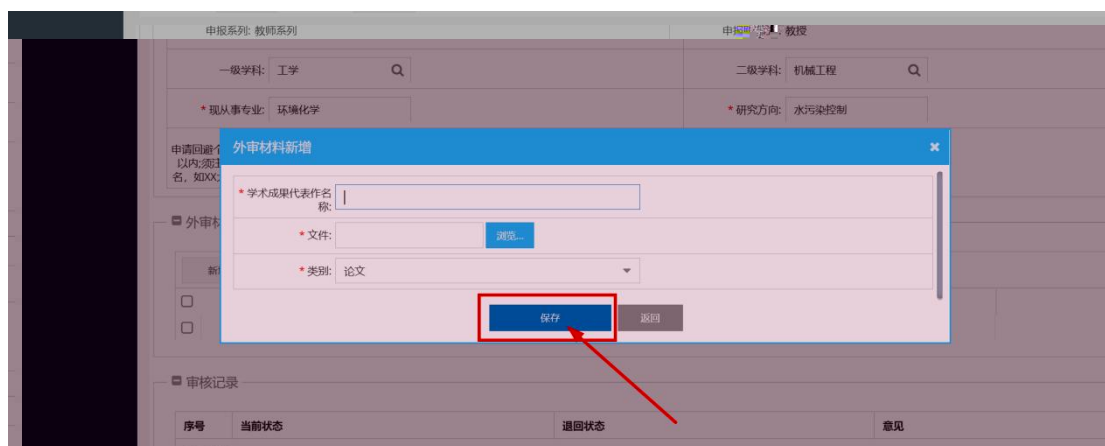 申报系列: 教师系列
教授
一级学科: 工学
二级学科: 机械工程
* 现从事专业: 环境化学
* 研究方向: 水污染控制
申请回避个
以内;须注
名，如XX;
外审材料新增
* 学术成果代表作名
称:
* 文件:
浏览...
* 类别: 论文
保存
返回
外审材
新增
审核记录
序号 当前状态 退回状态 意见